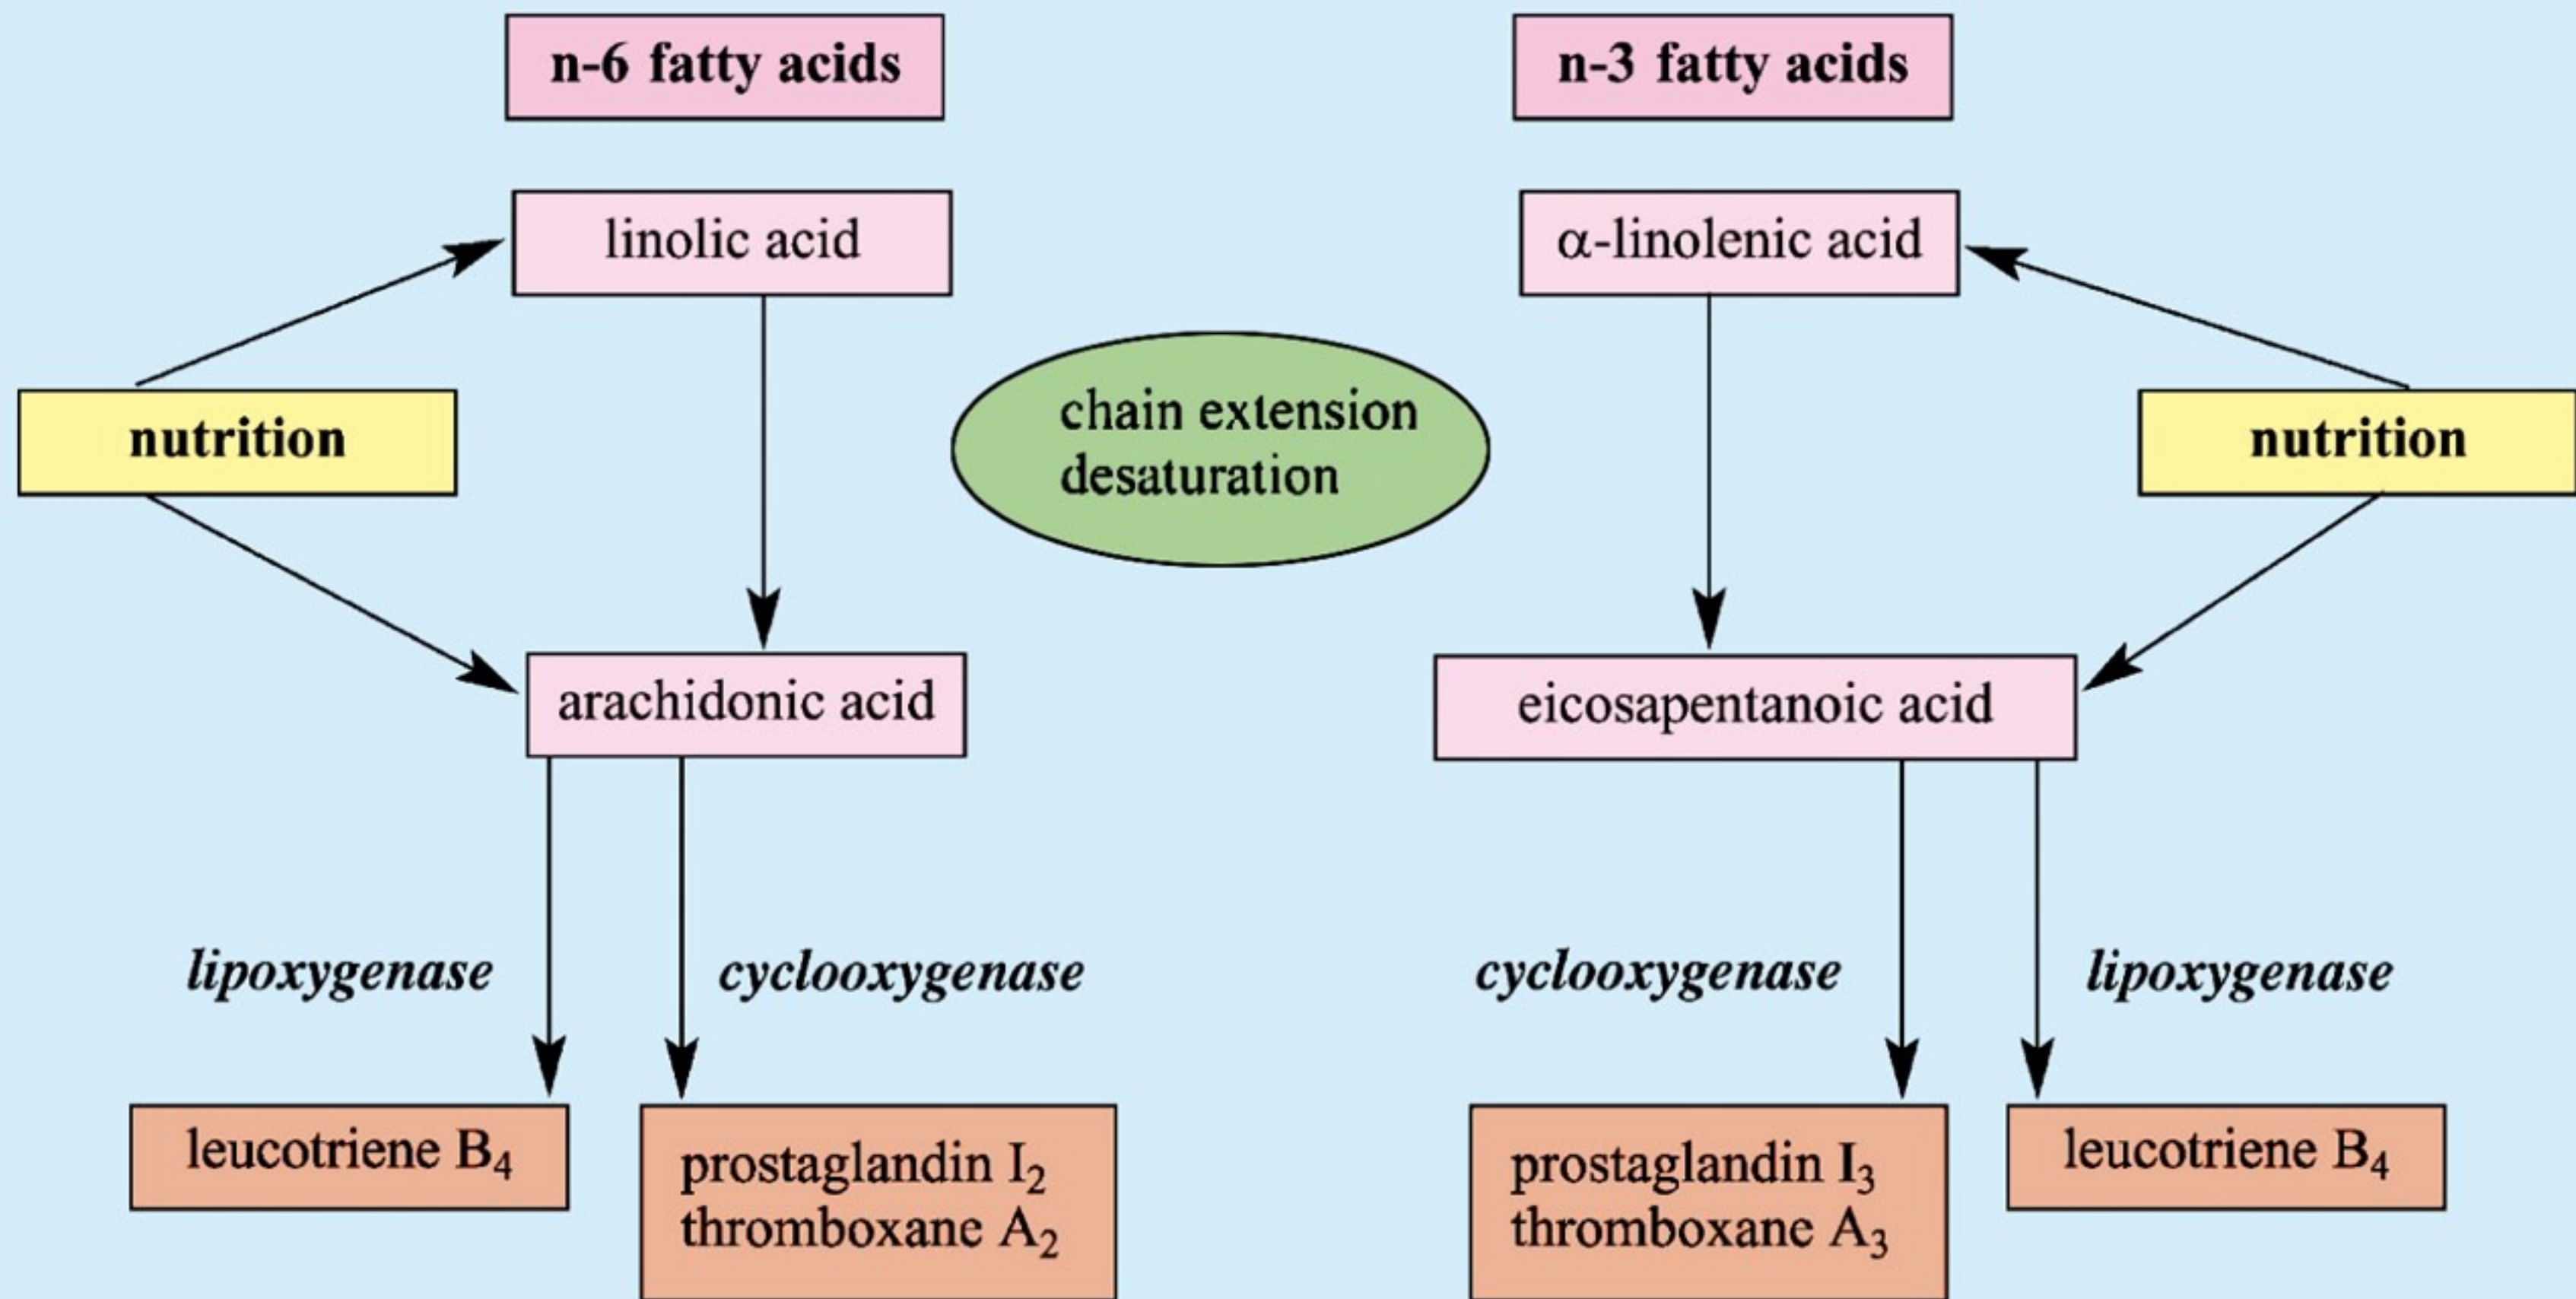 n-6 fatty acids
n-3 fatty acids
linolic acid
α-linolenic acid
chain extension
desaturation
nutrition
nutrition
arachidonic acid
eicosapentanoic acid
lipoxygenase
cyclooxygenase
cyclooxygenase
lipoxygenase
leucotriene B₄
prostaglandin I₂
thromboxane A₂
prostaglandin I₃
thromboxane A₃
leucotriene B₄